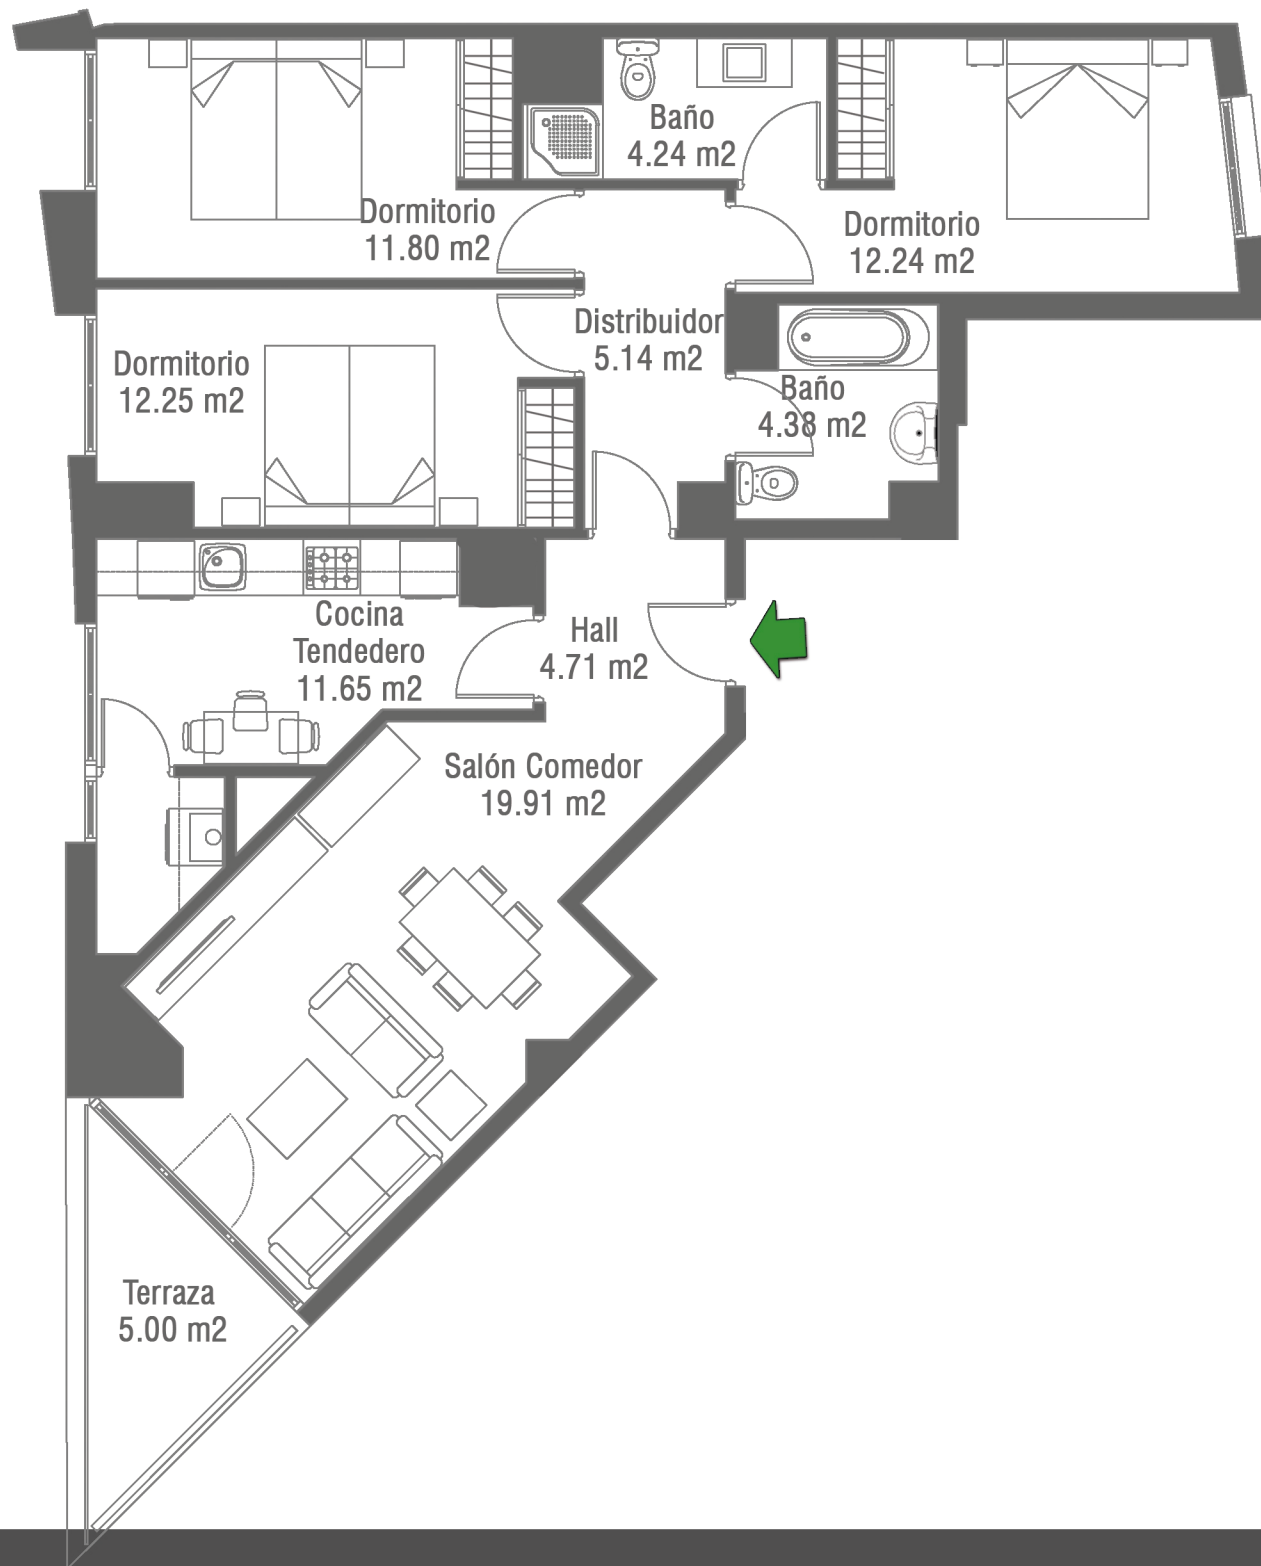 Baño
4.24 m2
Dormitorio
11.80 m2
Dormitorio
12.24 m2
Distribuidor
5.14 m2
Dormitorio
12.25 m2
Baño
4.38 m2
Cocina
Tendedero
11.65 m2
Hall
4.71 m2
Salón Comedor
19.91 m2
Terraza
5.00 m2